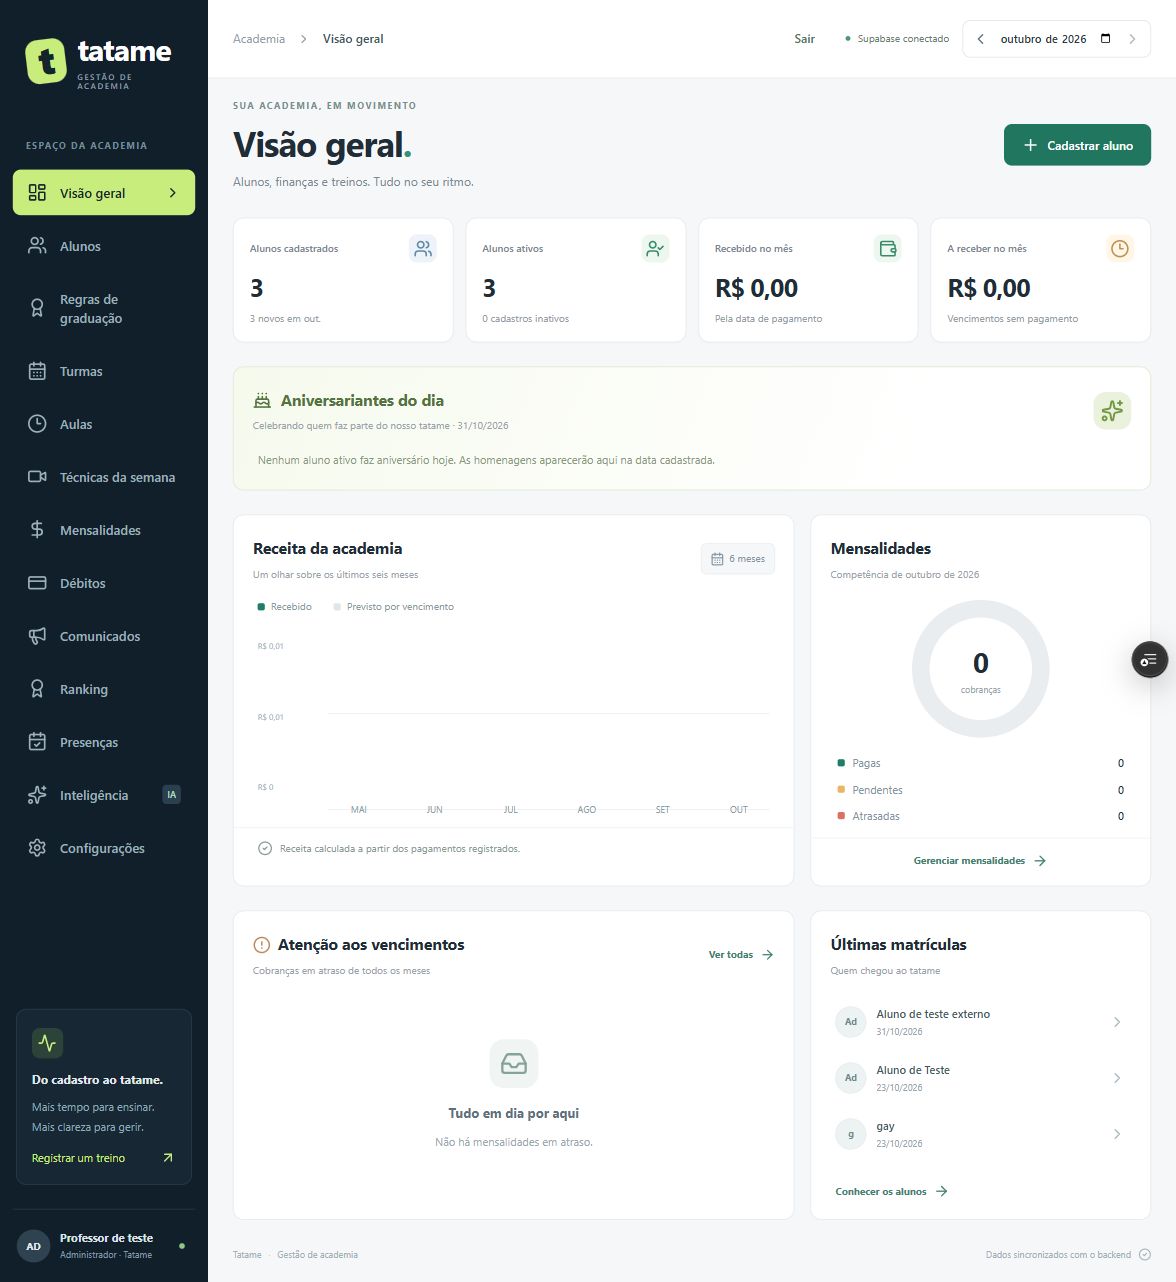 tatame
GESTÃO DE
ACADEMIA
ESPAÇO DA ACADEMIA
Visão geral
Alunos
Regras de
graduação
Turmas
Aulas
Técnicas da semana
Mensalidades
Débitos
Comunicados
Ranking
Presenças
Inteligência IA
Configurações
Do cadastro ao tatame.
Mais tempo para ensinar.
Mais clareza para gerir.
Registrar um treino
AD
Professor de teste
Administrador · Tatame
Academia
Visão geral
Sair
Supabase conectado
outubro de 2026
SUA ACADEMIA, EM MOVIMENTO
Visão geral.
Alunos, finanças e treinos. Tudo no seu ritmo.
Cadastrar aluno
Alunos cadastrados
3
3 novos em out.
Alunos ativos
3
0 cadastros inativos
Recebido no mês
R$ 0,00
Pela data de pagamento
A receber no mês
R$ 0,00
Vencimentos sem pagamento
Aniversariantes do dia
Celebrando quem faz parte do nosso tatame · 31/10/2026
Nenhum aluno ativo faz aniversário hoje. As homenagens aparecerão aqui na data cadastrada.
Receita da academia
Um olhar sobre os últimos seis meses
6 meses
Recebido
Previsto por vencimento
R$ 0,01
R$ 0,01
R$ 0
MAI JUN JUL AGO SET OUT
Receita calculada a partir dos pagamentos registrados.
Mensalidades
Competência de outubro de 2026
0
cobranças
Pagas 0
Pendentes 0
Atrasadas 0
Gerenciar mensalidades
Atenção aos vencimentos
Cobranças em atraso de todos os meses
Ver todas
Tudo em dia por aqui
Não há mensalidades em atraso.
Últimas matrículas
Quem chegou ao tatame
Ad
Aluno de teste externo
31/10/2026
Ad
Aluno de Teste
23/10/2026
g
gay
23/10/2026
Conhecer os alunos
Tatame · Gestão de academia
Dados sincronizados com o backend